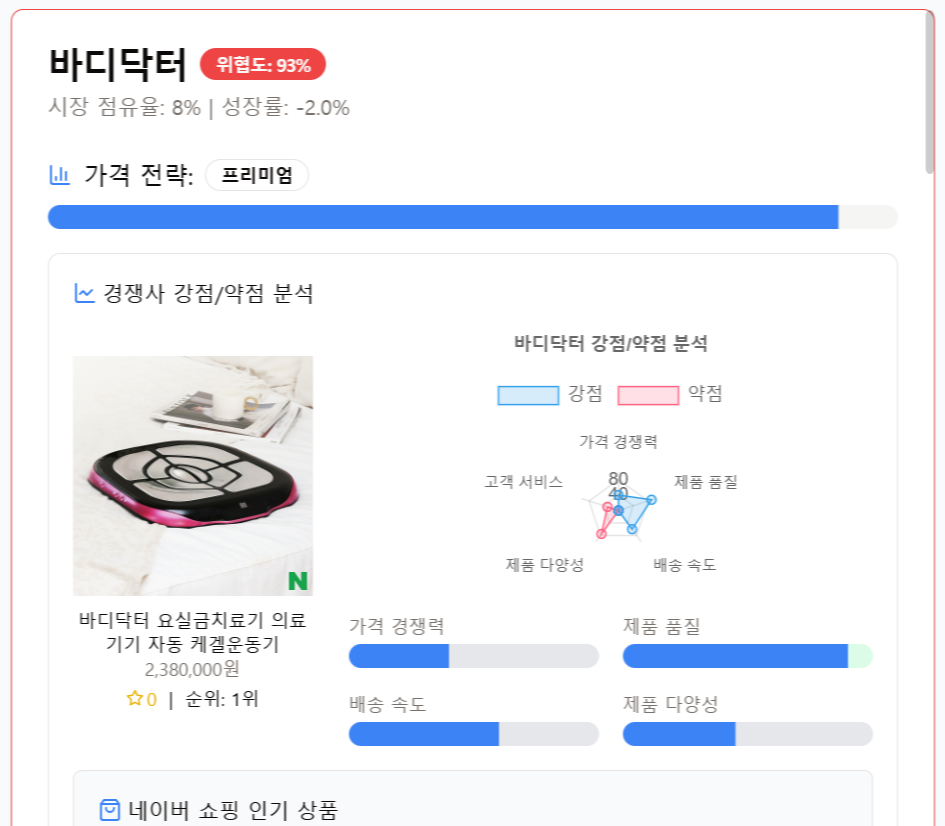 바디닥터 위협도: 93%
시장 점유율: 8% | 성장률: -2.0%
가격 전략: 프리미엄
경쟁사 강점/약점 분석
바디닥터 강점/약점 분석
강점 약점
가격 경쟁력
고객 서비스 80 제품 품질
40
제품 다양성 배송 속도
N
바디닥터 요실금치료기 의료
기기 자동 케겔운동기
2,380,000원
0 | 순위: 1위
가격 경쟁력 제품 품질
배송 속도 제품 다양성
네이버 쇼핑 인기 상품